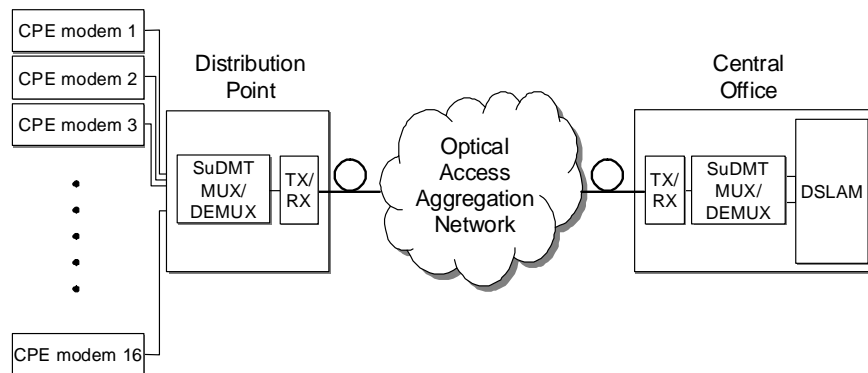 CPE modem 1
CPE modem 2
CPE modem 3
CPE modem 16
Distribution
Point
SuDMT
MUX/
DEMUX
TX/
RX
Optical
Access
Aggregation
Network
Central
Office
TX/
RX
SuDMT
MUX/
DEMUX
DSLAM